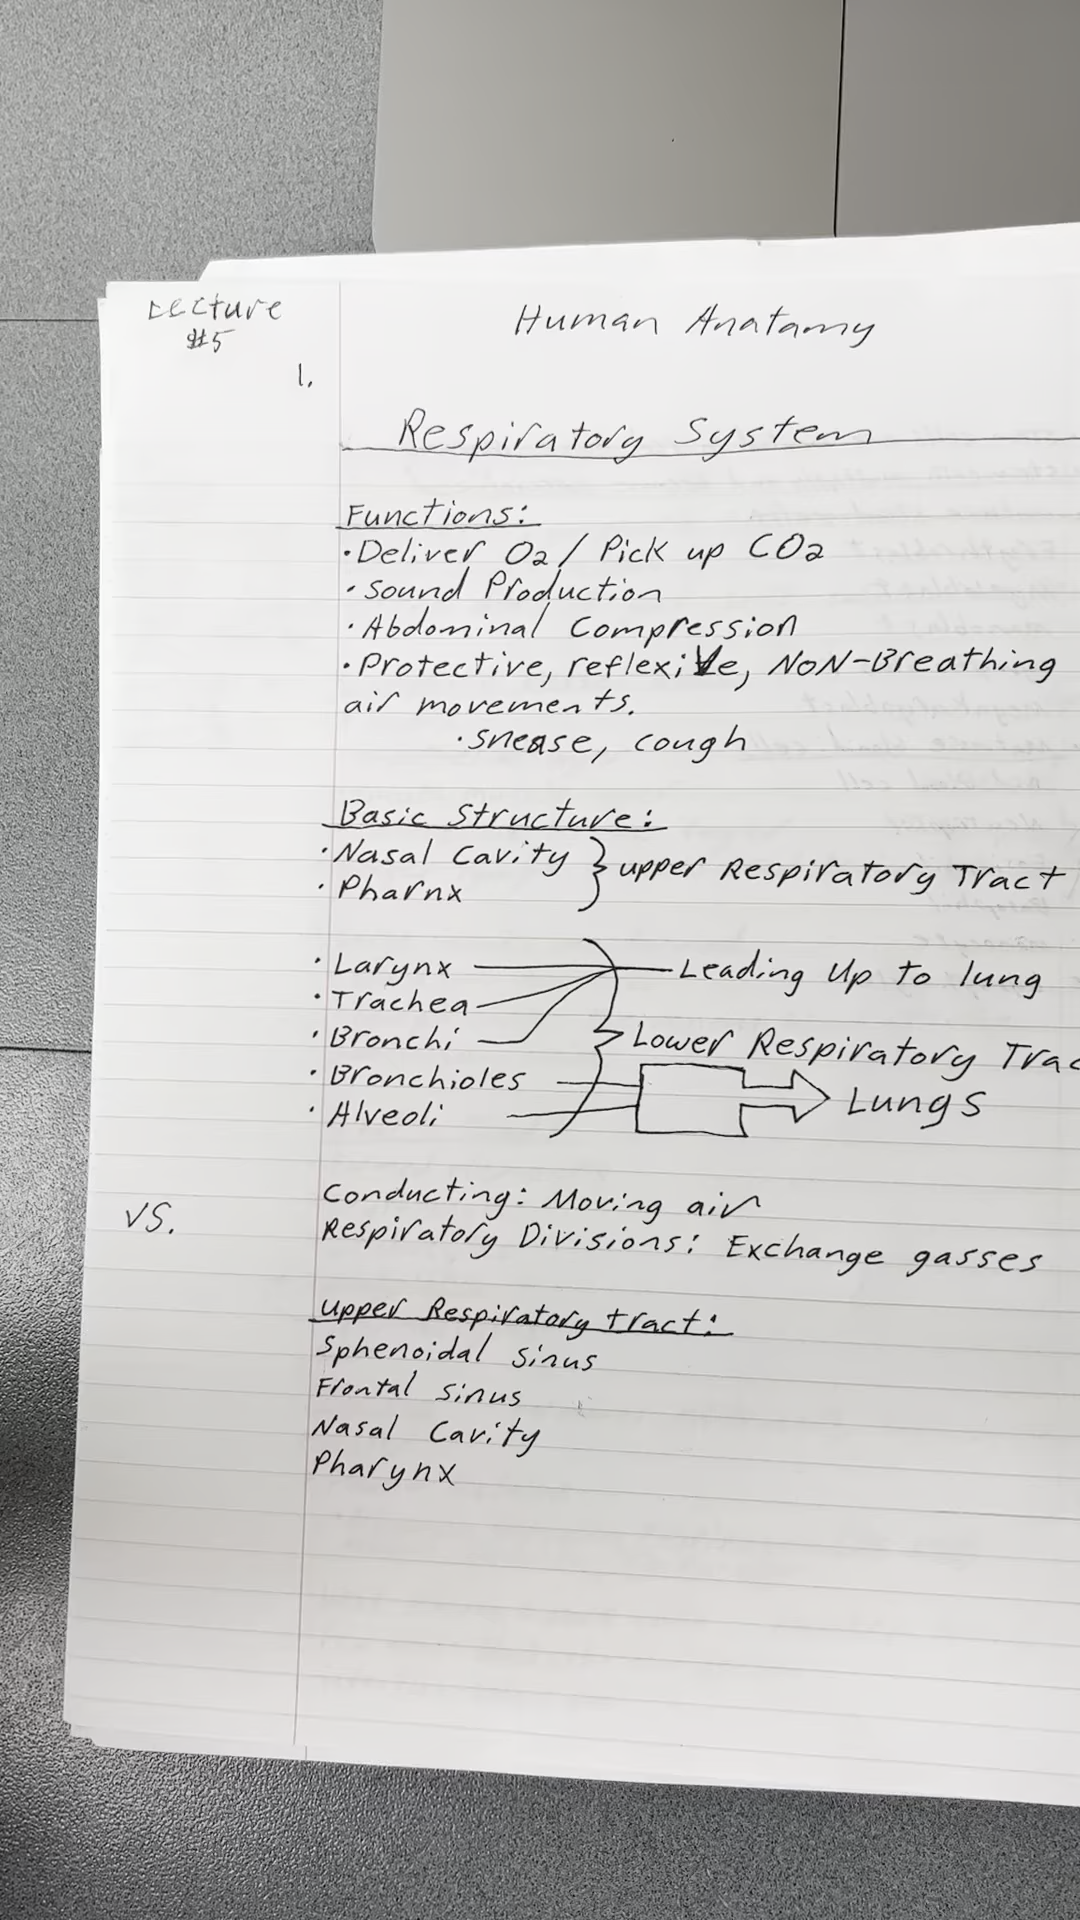 Lecture
#5
1.
Human Anatamy
Respiratory System
Functions:
• Deliver O2 / Pick up CO2
• Sound Production
• Abdominal Compression
• Protective, reflexive, NON-Breathing
air movements.
• snease, cough
Basic Structure:
• Nasal Cavity } upper Respiratory Tract
• Pharnx
• Larynx — Leading Up to lung
• Trachea
• Bronchi } Lower Respiratory Trac
• Bronchioles
• Alveoli → Lungs
Conducting: Moving air
vs.
Respiratory Divisions: Exchange gasses
upper Respiratory tract:
Sphenoidal sinus
Frontal sinus
Nasal Cavity
Pharynx